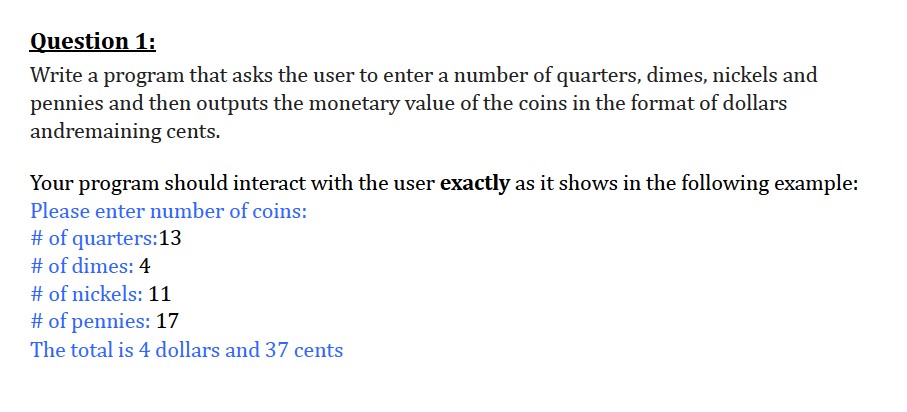 Question 1:
Write a program that asks the user to enter a number of quarters, dimes, nickels and
pennies and then outputs the monetary value of the coins in the format of dollars
andremaining cents.
Your program should interact with the user exactly as it shows in the following example:
Please enter number of coins:
# of quarters:13
# of dimes: 4
# of nickels: 11
# of pennies: 17
The total is 4 dollars and 37 cents